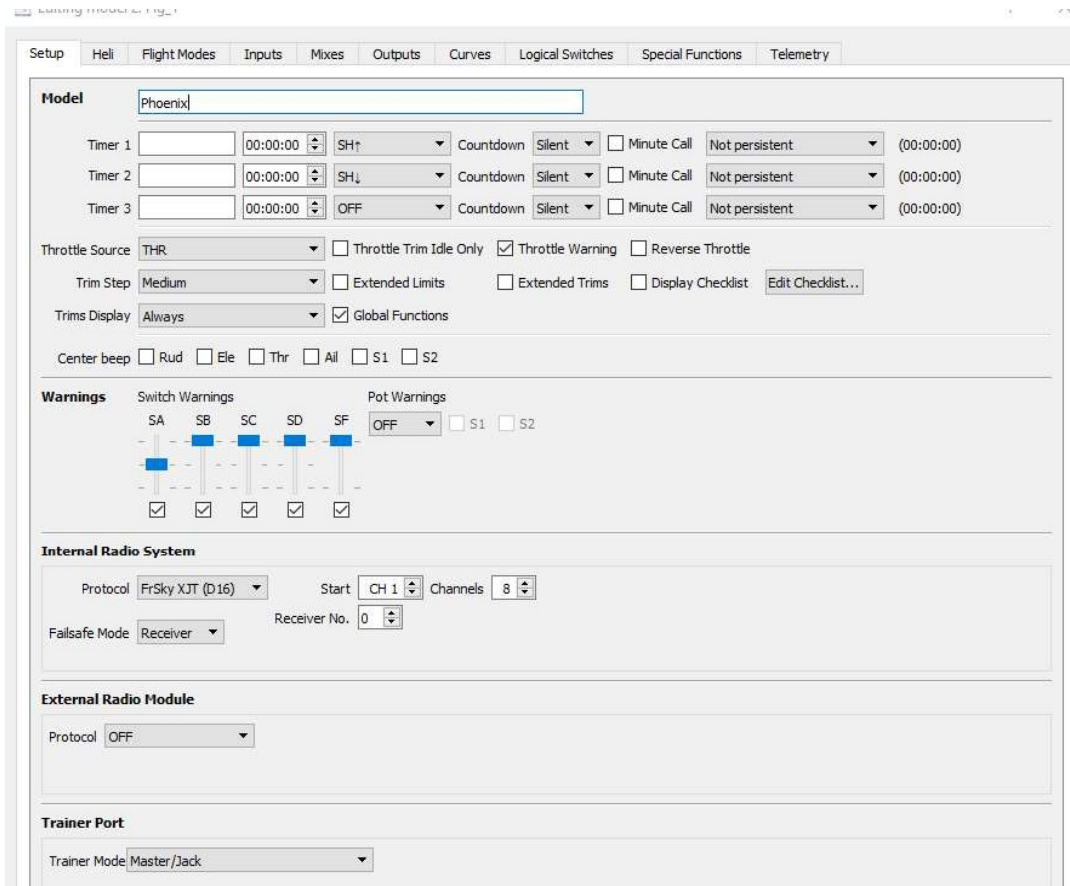 Setup Heli Flight Modes Inputs Mixes Outputs Curves Logical Switches Special Functions Telemetry
Model Phoenix
Timer 1 00:00:00 SH↑ Countdown Silent Minute Call Not persistent (00:00:00)
Timer 2 00:00:00 SH↓ Countdown Silent Minute Call Not persistent (00:00:00)
Timer 3 00:00:00 OFF Countdown Silent Minute Call Not persistent (00:00:00)
Throttle Source THR Throttle Trim Idle Only Throttle Warning Reverse Throttle
Trim Step Medium Extended Limits Extended Trims Display Checklist Edit Checklist...
Trims Display Always Global Functions
Center beep Rud Ele Thr Ail S1 S2
Warnings Switch Warnings Pot Warnings
SA SB SC SD SF OFF S1 S2
Internal Radio System
Protocol FrSky XJT (D16) Start CH 1 Channels 8
Receiver No. 0
Failsafe Mode Receiver
External Radio Module
Protocol OFF
Trainer Port
Trainer Mode Master/Jack